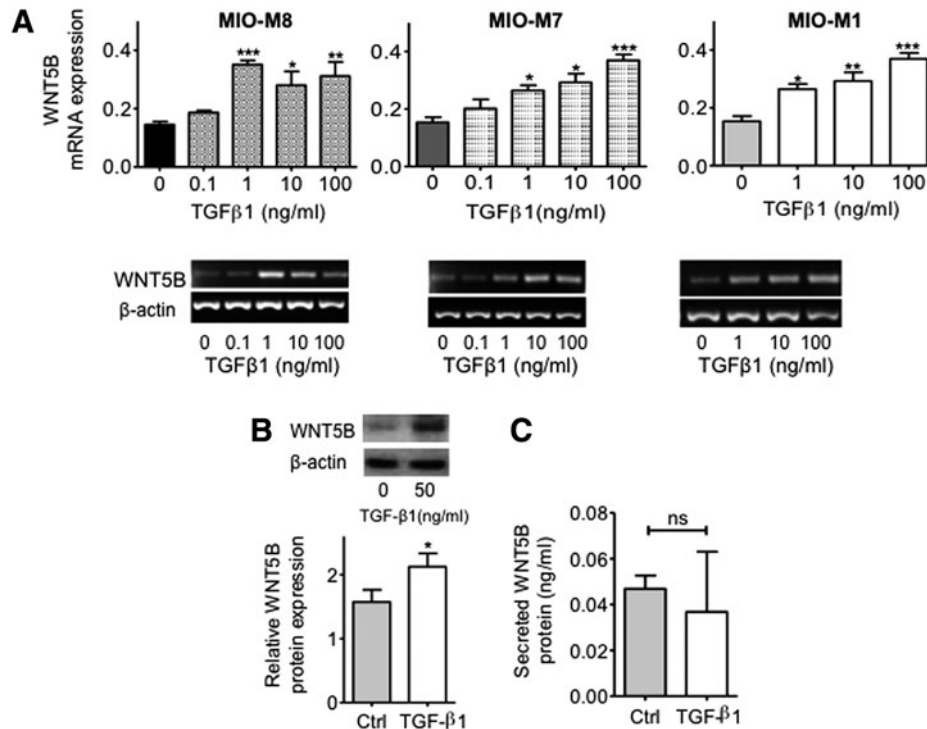 A
MIO-M8
MIO-M7
MIO-M1
WNT5B
mRNA expression
0.4
0.2
0.0
***
*
**
0 0.1 1 10 100
TGFβ1 (ng/ml)
0.4
0.2
0.0
*
*
***
0 0.1 1 10 100
TGFβ1(ng/ml)
0.4
0.2
0.0
*
**
***
0 1 10 100
TGFβ1 (ng/ml)
WNT5B
β-actin
0 0.1 1 10 100
TGFβ1 (ng/ml)
0 0.1 1 10 100
TGFβ1 (ng/ml)
0 1 10 100
TGFβ1 (ng/ml)
B
WNT5B
β-actin
0 50
TGF-β1(ng/ml)
Relative WNT5B
protein expression
2
1
0
*
Ctrl TGF-β1
C
Secreted WNT5B
protein (ng/ml)
0.08
0.06
0.04
0.02
0.00
ns
Ctrl TGF-β1